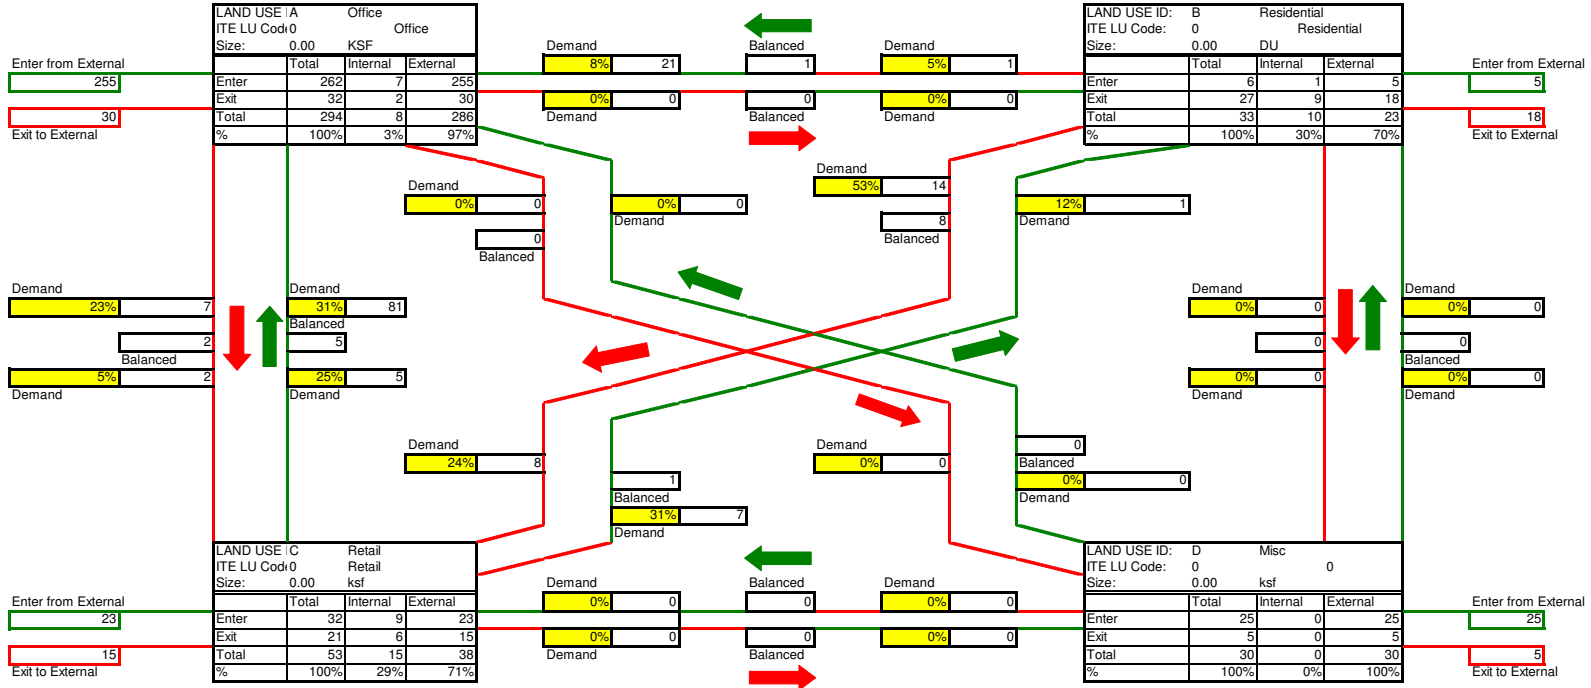 LAND USE I A Office
ITE LU Code 0 Office
Size: 0.00 KSF
Total Internal External
Enter 262 7 255
Exit 32 2 30
Total 294 8 286
% 100% 3% 97%
Enter from External
255
30
Exit to External
Demand Balanced Demand
8% 21 1 5% 1
0% 0 0 0% 0
Demand Balanced Demand
LAND USE ID: B Residential
ITE LU Code: 0 Residential
Size: 0.00 DU
Total Internal External
Enter 6 1 5
Exit 27 9 18
Total 33 10 23
% 100% 30% 70%
Enter from External
5
18
Exit to External
Demand
0% 0
0
Balanced
0% 0
Demand
Demand
53% 14
8
Balanced
12% 1
Demand
Demand
23% 7
2
Balanced
5% 2
Demand
Demand
31% 81
Balanced
5
25% 5
Demand
Demand
0% 0
0
0% 0
Demand
Demand
0% 0
0
Balanced
0% 0
Demand
Demand
24% 8
1
Balanced
31% 7
Demand
Demand
0% 0
0
Balanced
0% 0
Demand
LAND USE I C Retail
ITE LU Code 0 Retail
Size: 0.00 ksf
Total Internal External
Enter 32 9 23
Exit 21 6 15
Total 53 15 38
% 100% 29% 71%
Enter from External
23
15
Exit to External
Demand Balanced Demand
0% 0 0 0% 0
0% 0 0 0% 0
Demand Balanced Demand
LAND USE ID: D Misc
ITE LU Code: 0 0
Size: 0.00 ksf
Total Internal External
Enter 25 0 25
Exit 5 0 5
Total 30 0 30
% 100% 0% 100%
Enter from External
25
5
Exit to External